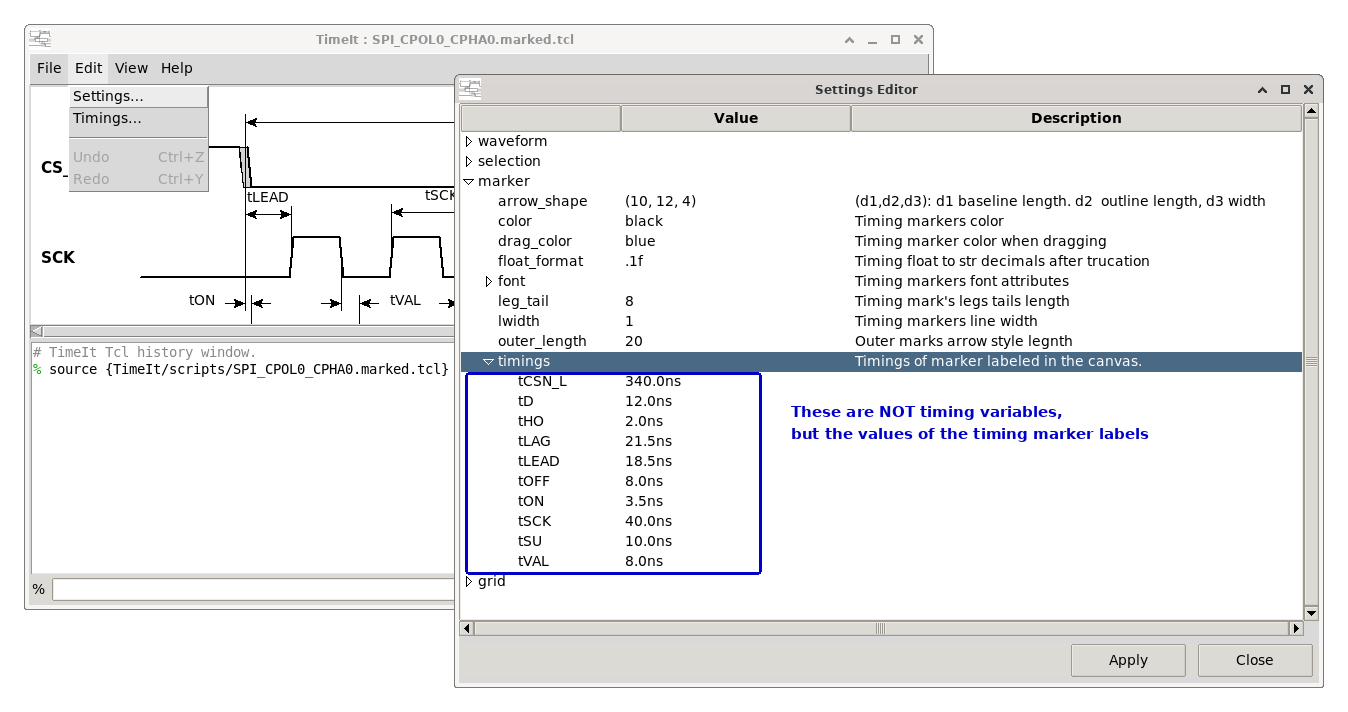 TimeIt : SPI_CPOL0_CPHA0.marked.tcl
File Edit View Help
Settings...
Timings...
Undo Ctrl+Z
Redo Ctrl+Y
CS_
tLEAD
tSCK
SCK
tON
tVAL
# TimeIt Tcl history window.
% source {TimeIt/scripts/SPI_CPOL0_CPHA0.marked.tcl}
%
Settings Editor
Value Description
waveform
selection
marker
arrow_shape (10, 12, 4) (d1,d2,d3): d1 baseline length. d2  outline length, d3 width
color black Timing markers color
drag_color blue Timing marker color when dragging
float_format .1f Timing float to str decimals after trucation
font Timing markers font attributes
leg_tail 8 Timing mark's legs tails length
lwidth 1 Timing markers line width
outer_length 20 Outer marks arrow style legnth
timings Timings of marker labeled in the canvas.
tCSN_L 340.0ns
tD 12.0ns
tHO 2.0ns
tLAG 21.5ns
tLEAD 18.5ns
tOFF 8.0ns
tON 3.5ns
tSCK 40.0ns
tSU 10.0ns
tVAL 8.0ns
These are NOT timing variables,
but the values of the timing marker labels
grid
Apply Close